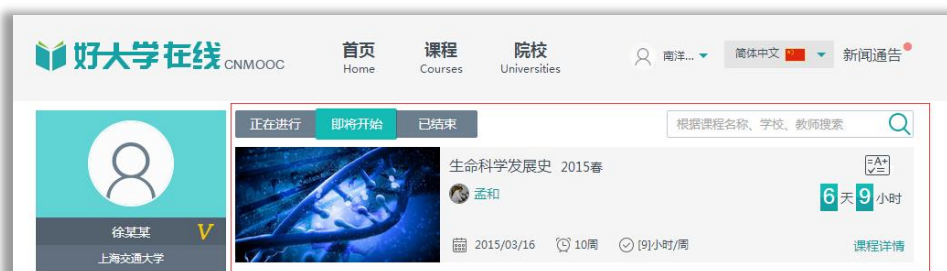 好大学在线 CNMOOC
首页 课程 院校
Home Courses Universities
南洋... 简体中文 新闻通告
正在进行 即将开始 已结束
根据课程名称、学校、教师搜索
生命科学发展史 2015春
A+
孟和
6 天 9 小时
徐某某 V
2015/03/16 10周 [9]小时/周 课程详情
上海交通大学